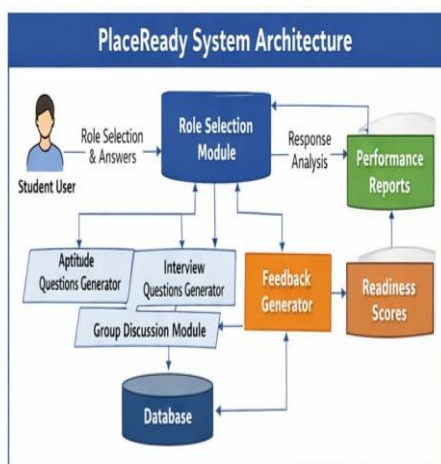 PlaceReady System Architecture
Role Selection
& Answers
Student User
Role Selection
Module
Response
Analysis
Performance
Reports
Aptitude
Questions Generator
Interview
Questions Generator
Feedback
Generator
Readiness
Scores
Group Discussion Module
Database